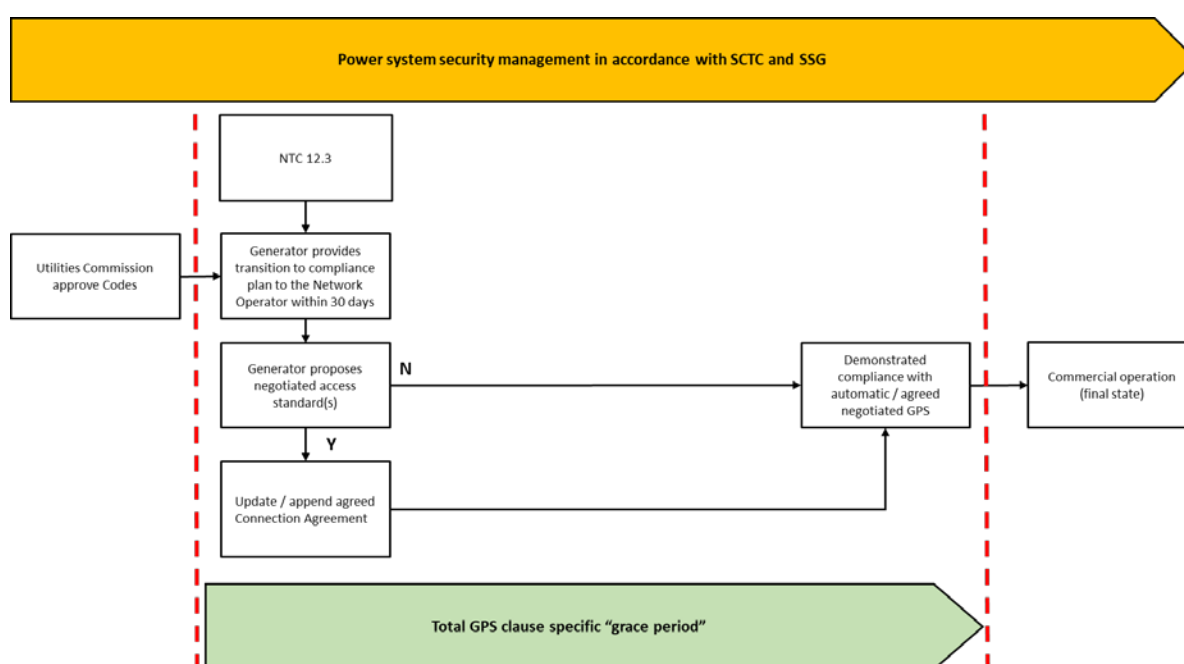 Power system security management in accordance with SCTC and SSG
NTC 12.3
Utilities Commission
approve Codes
Generator provides
transition to compliance
plan to the Network
Operator within 30 days
Generator proposes
negotiated access
standard(s)
N
Demonstrated
compliance with
automatic / agreed
negotiated GPS
Commercial operation
(final state)
Y
Update / append agreed
Connection Agreement
Total GPS clause specific “grace period”